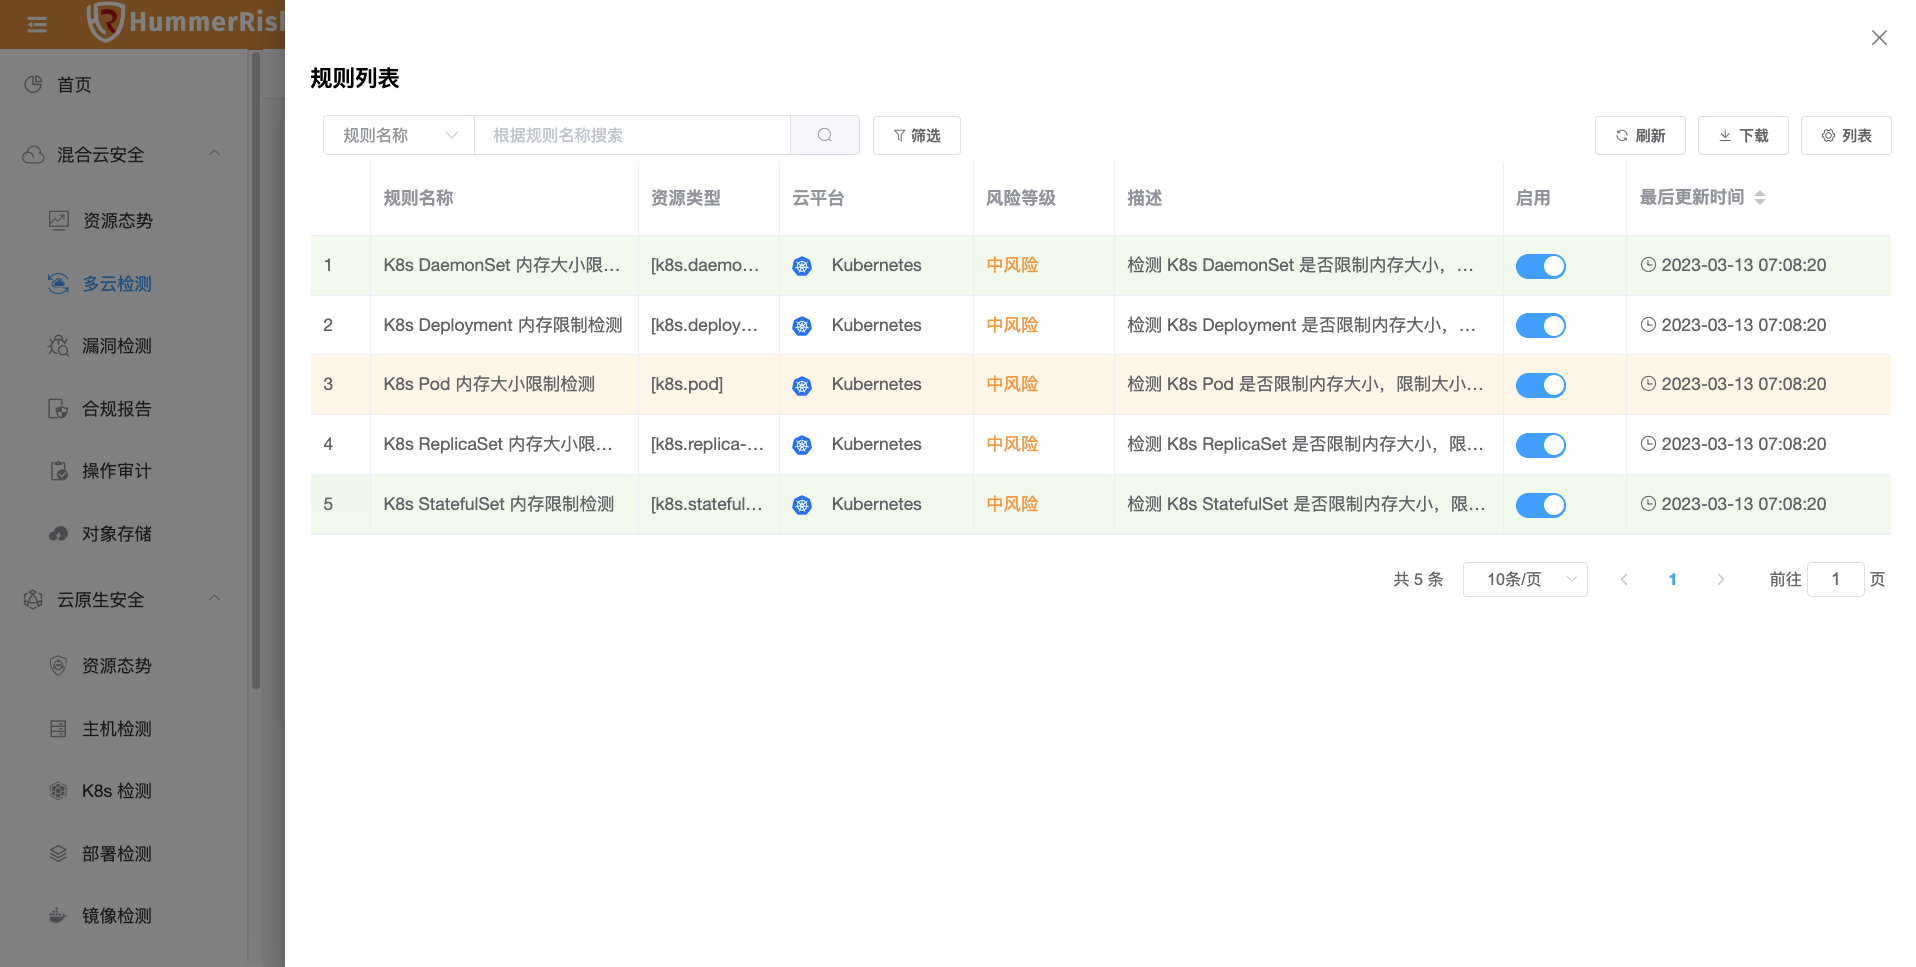 HummerRisk
首页
混合云安全
资源态势
多云检测
漏洞检测
合规报告
操作审计
对象存储
云原生安全
资源态势
主机检测
K8s 检测
部署检测
镜像检测
规则列表
规则名称 根据规则名称搜索 筛选 刷新 下载 列表
规则名称 资源类型 云平台 风险等级 描述 启用 最后更新时间
1 K8s DaemonSet 内存大小限… [k8s.daemo… Kubernetes 中风险 检测 K8s DaemonSet 是否限制内存大小，… 2023-03-13 07:08:20
2 K8s Deployment 内存限制检测 [k8s.deploy… Kubernetes 中风险 检测 K8s Deployment 是否限制内存大小，… 2023-03-13 07:08:20
3 K8s Pod 内存大小限制检测 [k8s.pod] Kubernetes 中风险 检测 K8s Pod 是否限制内存大小，限制大小… 2023-03-13 07:08:20
4 K8s ReplicaSet 内存大小限… [k8s.replica-… Kubernetes 中风险 检测 K8s ReplicaSet 是否限制内存大小，限… 2023-03-13 07:08:20
5 K8s StatefulSet 内存限制检测 [k8s.stateful… Kubernetes 中风险 检测 K8s StatefulSet 是否限制内存大小，限… 2023-03-13 07:08:20
共 5 条 10条/页 1 前往 1 页